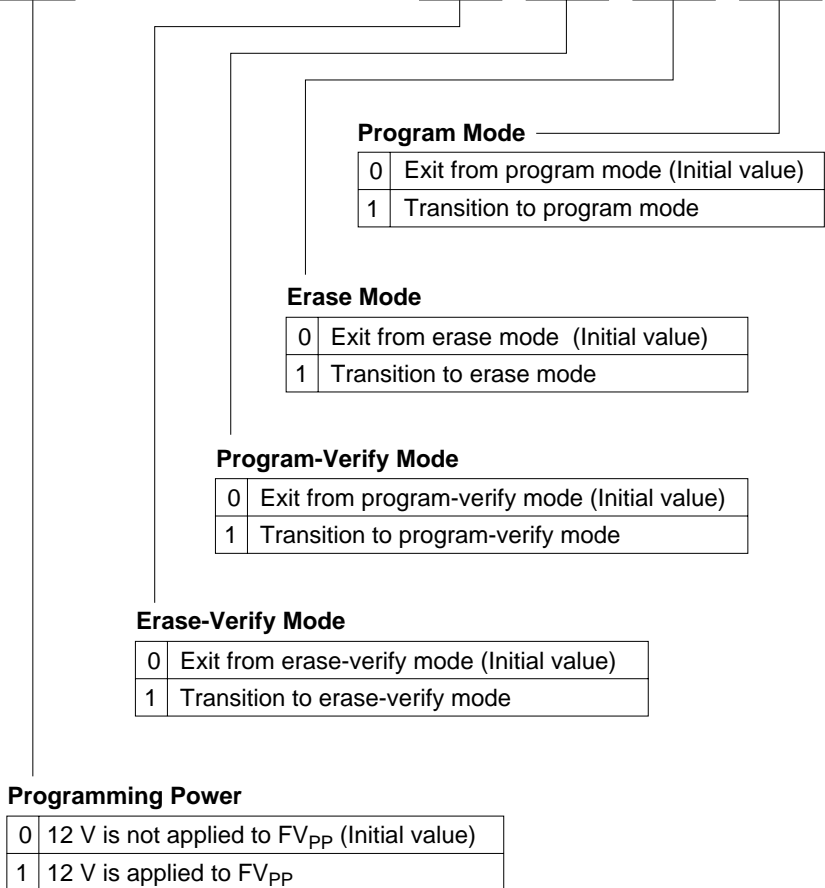 Program Mode
0 Exit from program mode (Initial value)
1 Transition to program mode
Erase Mode
0 Exit from erase mode (Initial value)
1 Transition to erase mode
Program-Verify Mode
0 Exit from program-verify mode (Initial value)
1 Transition to program-verify mode
Erase-Verify Mode
0 Exit from erase-verify mode (Initial value)
1 Transition to erase-verify mode
Programming Power
0 12 V is not applied to FVPP (Initial value)
1 12 V is applied to FVPP